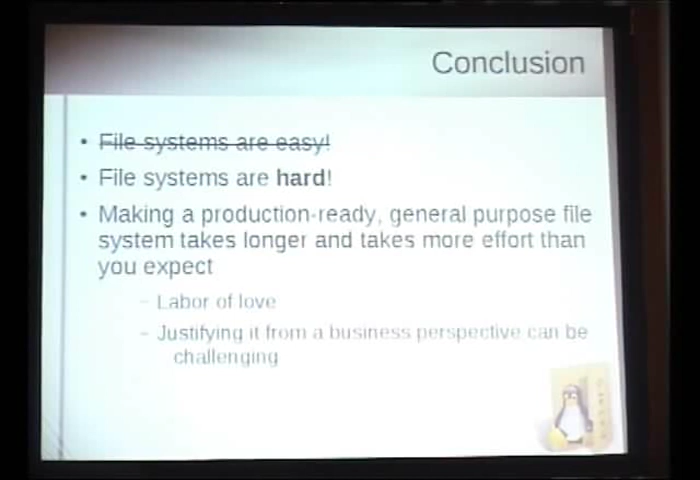 Conclusion
• File systems are easy!
• File systems are hard!
• Making a production-ready, general purpose file
system takes longer and takes more effort than
you expect
– Labor of love
– Justifying it from a business perspective can be
challenging